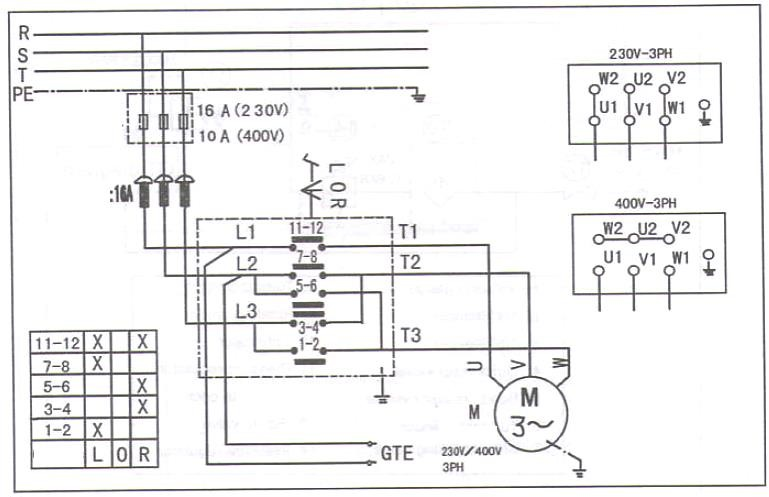 R
S
T
PE
16 A (2 30V)
10 A (400V)
:16A
L O R
L1
L2
L3
11-12
7-8
5-6
3-4
1-2
T1
T2
T3
U V W
M
M
3~
230V/400V
3PH
GTE
11-12 X X
7-8 X
5-6 X
3-4 X
1-2 X
L O R
230V-3PH
W2 U2 V2
U1 V1 W1
400V-3PH
W2 U2 V2
U1 V1 W1